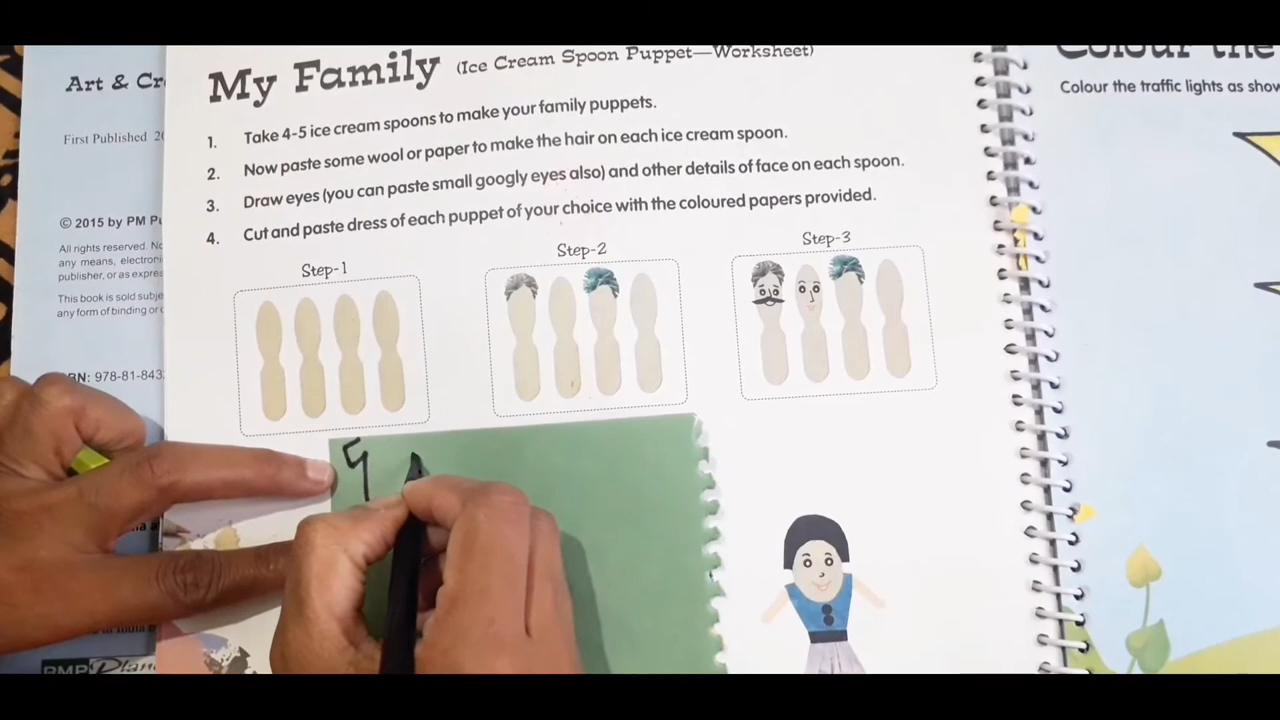 Art & Cr
First Published 20
© 2015 by PM Pu
All rights reserved. No
any means, electroni
publisher, or as expre
This book is sold subje
any form of binding or c
BN: 978-81-843
My Family (Ice Cream Spoon Puppet—Worksheet)
1. Take 4-5 ice cream spoons to make your family puppets.
2. Now paste some wool or paper to make the hair on each ice cream spoon.
3. Draw eyes (you can paste small googly eyes also) and other details of face on each spoon.
4. Cut and paste dress of each puppet of your choice with the coloured papers provided.
Step-1
Step-2
Step-3
Colour the
Colour the traffic lights as show